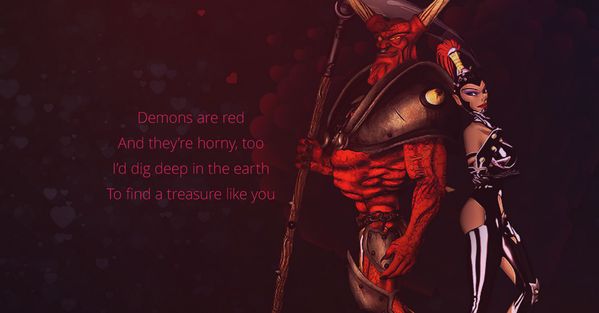 Demons are red
And they're horny, too
I'd dig deep in the earth
To find a treasure like you